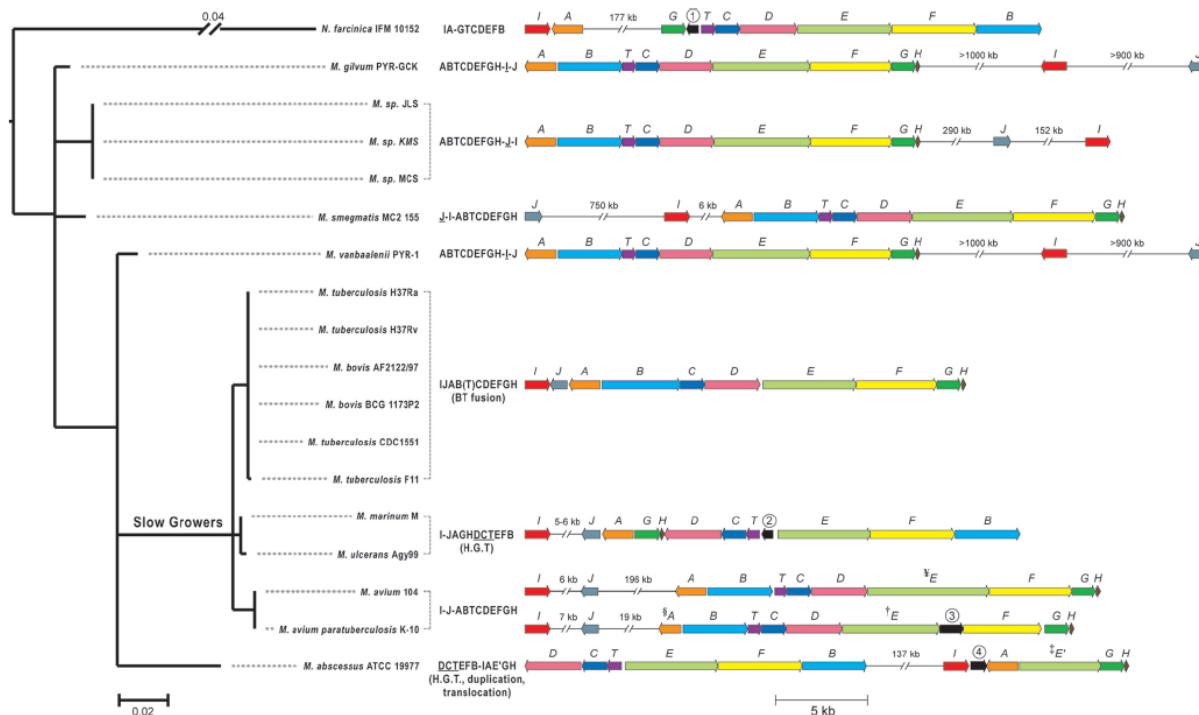 0.04
N. farcinica IFM 10152 IA-GTCDEFB I A 177 kb G 1 T C D E F B
M. gilvum PYR-GCK ABTCDEFGH-I-J A B T C D E F G H >1000 kb I >900 kb J
M. sp. JLS
M. sp. KMS ABTCDEFGH-J-I A B T C D E F G H 290 kb J 152 kb I
M. sp. MCS
M. smegmatis MC2 155 J-I-ABTCDEFGH J 750 kb I 6 kb A B T C D E F G H
M. vanbaalenii PYR-1 ABTCDEFGH-I-J A B T C D E F G H >1000 kb I >900 kb J
M. tuberculosis H37Ra
M. tuberculosis H37Rv
M. bovis AF2122/97 IJAB(T)CDEFGH I J A B C D E F G H
(BT fusion)
M. bovis BCG 1173P2
M. tuberculosis CDC1551
M. tuberculosis F11
Slow Growers
M. marinum M I-JAGHDCTEFB I 5-6 kb J A G H D C T 2 E F B
(H.G.T)
M. ulcerans Agy99
M. avium 104 I-J-ABTCDEFGH I 6 kb J 196 kb A B T C D ¥E F G H
M. avium paratuberculosis K-10 I 7 kb J 19 kb §A B T C D †E 3 F G H
M. abscessus ATCC 19977 DCTEFB-IAE'GH D C T E F B 137 kb I 4 A ‡E' G H
(H.G.T., duplication,
translocation)
0.02 5 kb